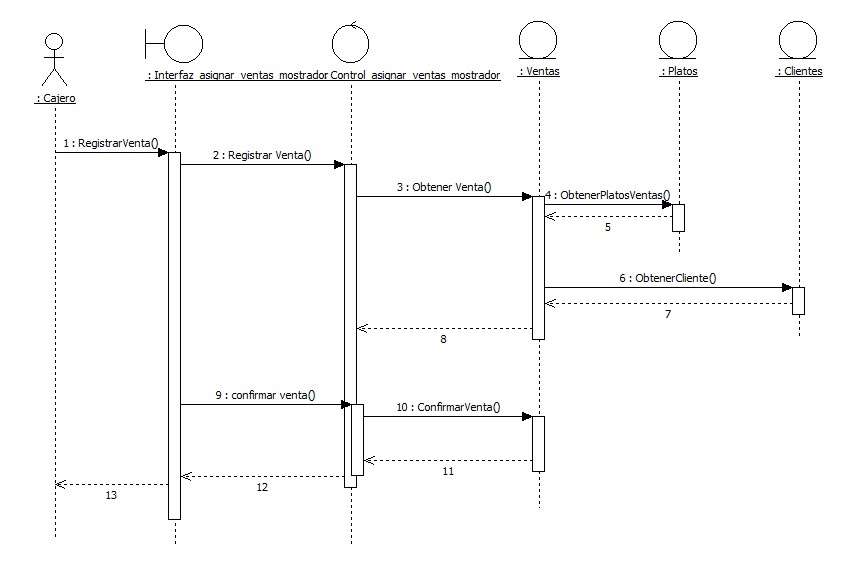 : Cajero
: Interfaz_asignar_ventas_mostrador
Control_asignar_ventas_mostrador
: Ventas
: Platos
: Clientes
1 : RegistrarVenta()
2 : Registrar Venta()
3 : Obtener Venta()
4 : ObtenerPlatosVentas()
5
6 : ObtenerCliente()
7
8
9 : confirmar venta()
10 : ConfirmarVenta()
11
12
13